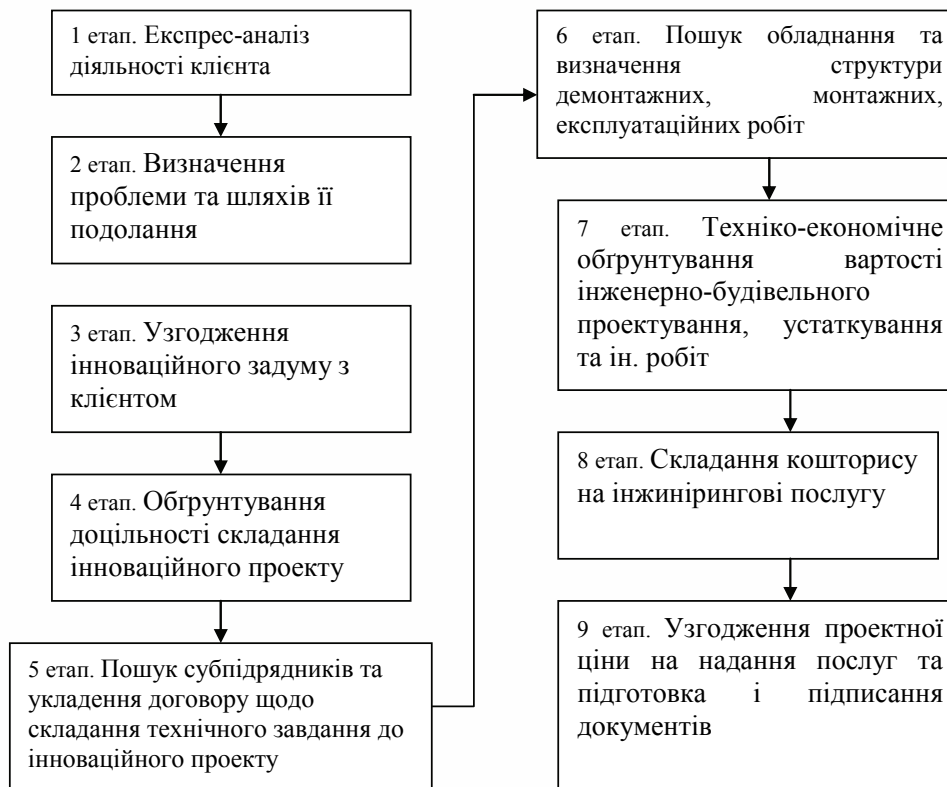 1 етап. Експрес-аналіз
діяльності клієнта
2 етап. Визначення
проблеми та шляхів її
подолання
3 етап. Узгодження
інноваційного задуму з
клієнтом
4 етап. Обґрунтування
доцільності складання
інноваційного проекту
5 етап. Пошук субпідрядників та
укладення договору щодо
складання технічного завдання до
інноваційного проекту
6 етап. Пошук обладнання та
визначення структури
демонтажних, монтажних,
експлуатаційних робіт
7 етап. Техніко-економічне
обґрунтування вартості
інженерно-будівельного
проектування, устаткування
та ін. робіт
8 етап. Складання кошторису
на інжинірингові послугу
9 етап. Узгодження проектної
ціни на надання послуг та
підготовка і підписання
документів